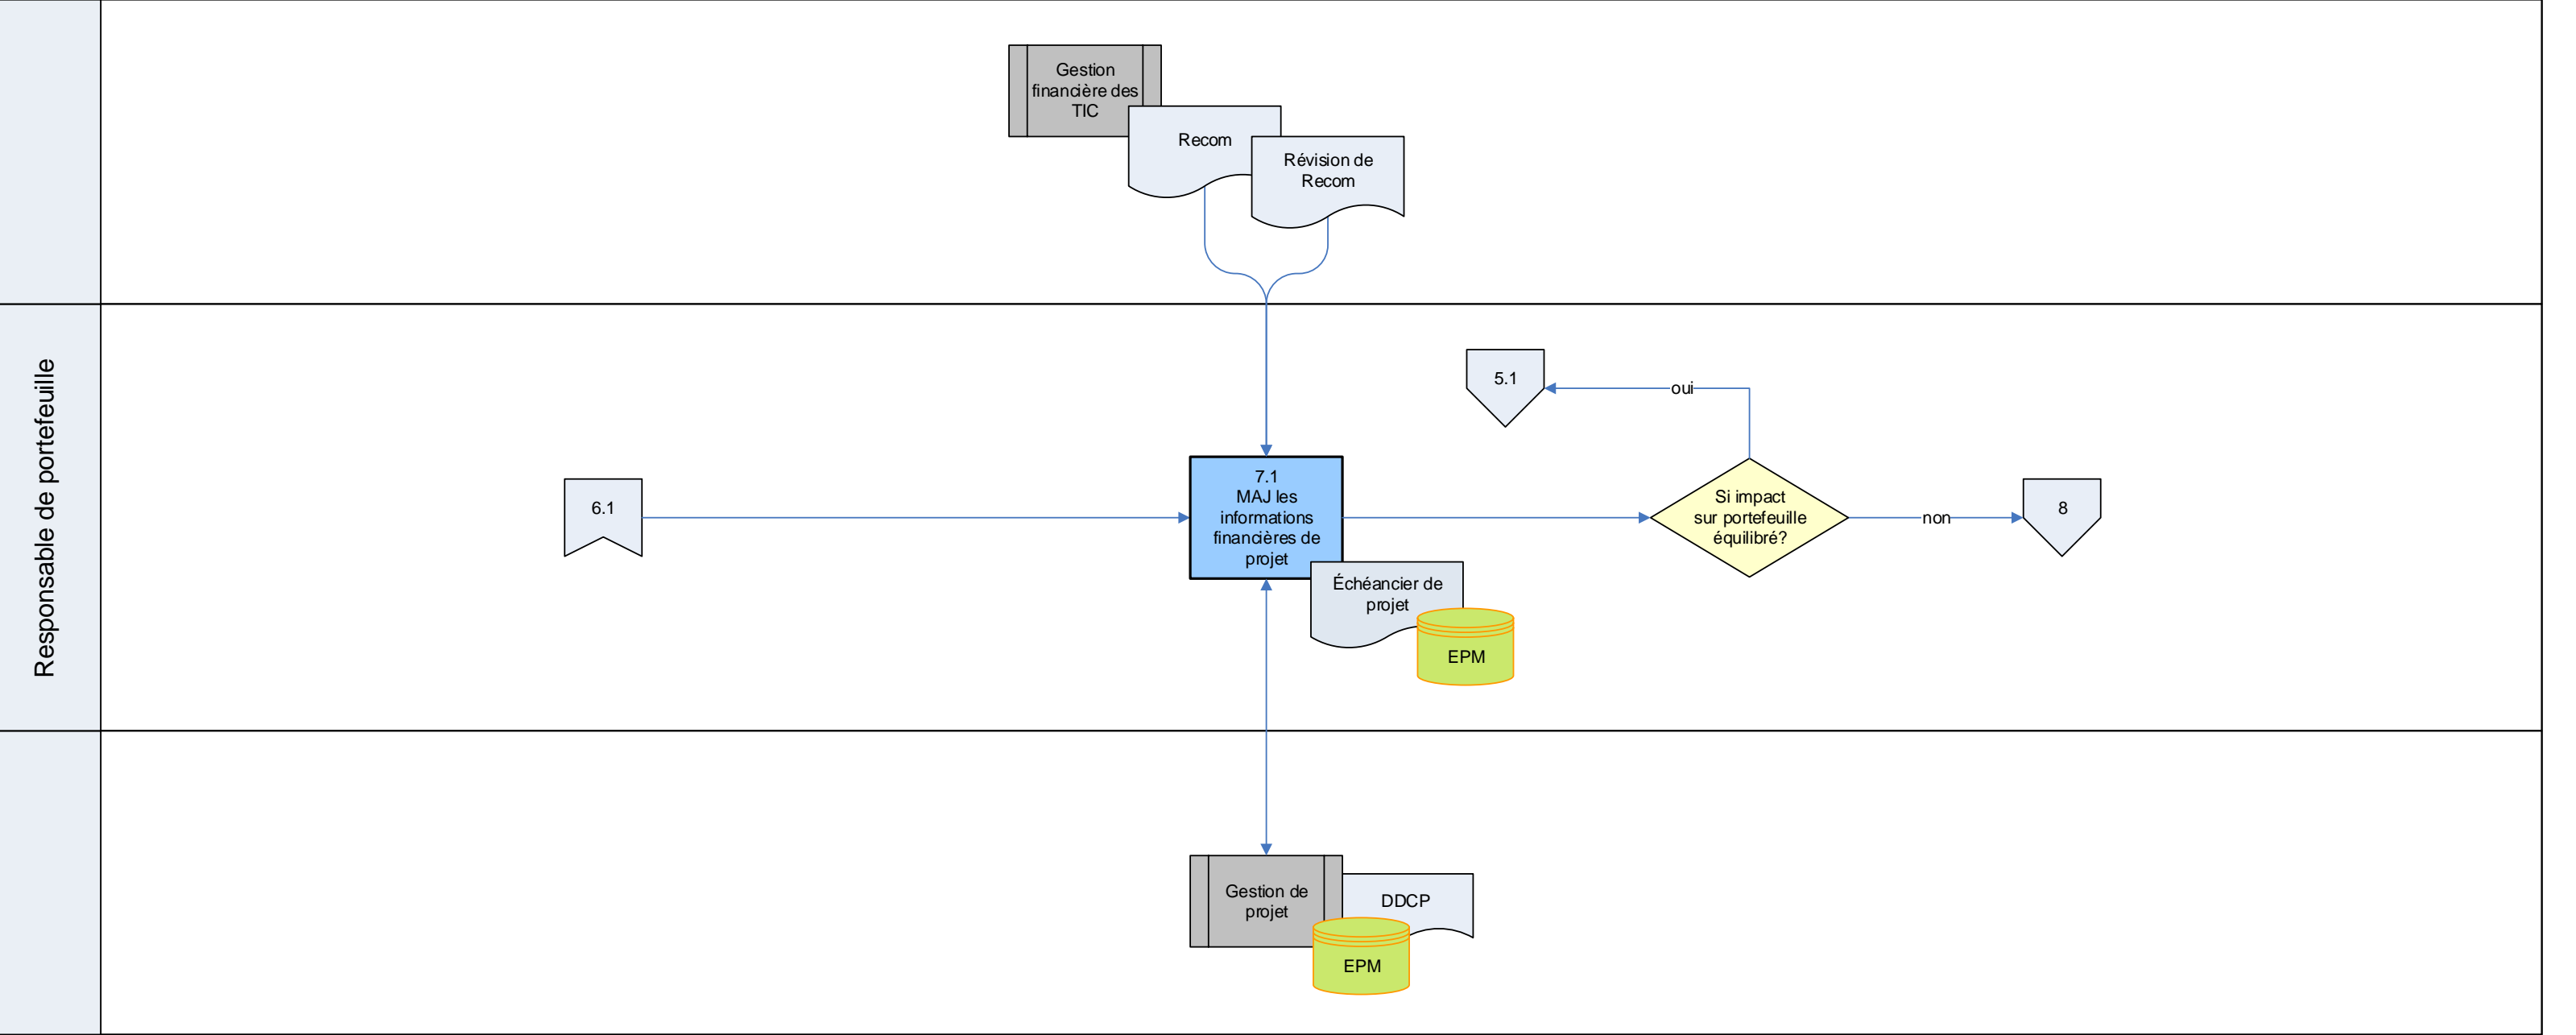 Gestion
financière des
TIC
Recom
Révision de
Recom
Responsable de portefeuille
6.1
7.1
MAJ les
informations
financières de
projet
Échéancier de
projet
EPM
5.1
oui
Si impact
sur portefeuille
équilibré?
non
8
Gestion de
projet
DDCP
EPM